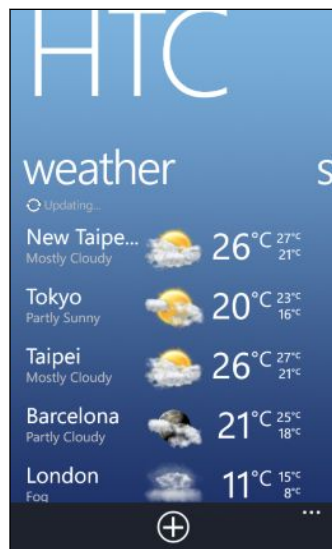 HTC
weather
s
Updating...
New Taipe... 26°C 27°C
Mostly Cloudy 21°C
Tokyo 20°C 23°C
Partly Sunny 16°C
Taipei 26°C 27°C
Mostly Cloudy 21°C
Barcelona 21°C 25°C
Partly Cloudy 18°C
London 11°C 15°C
Fog 8°C